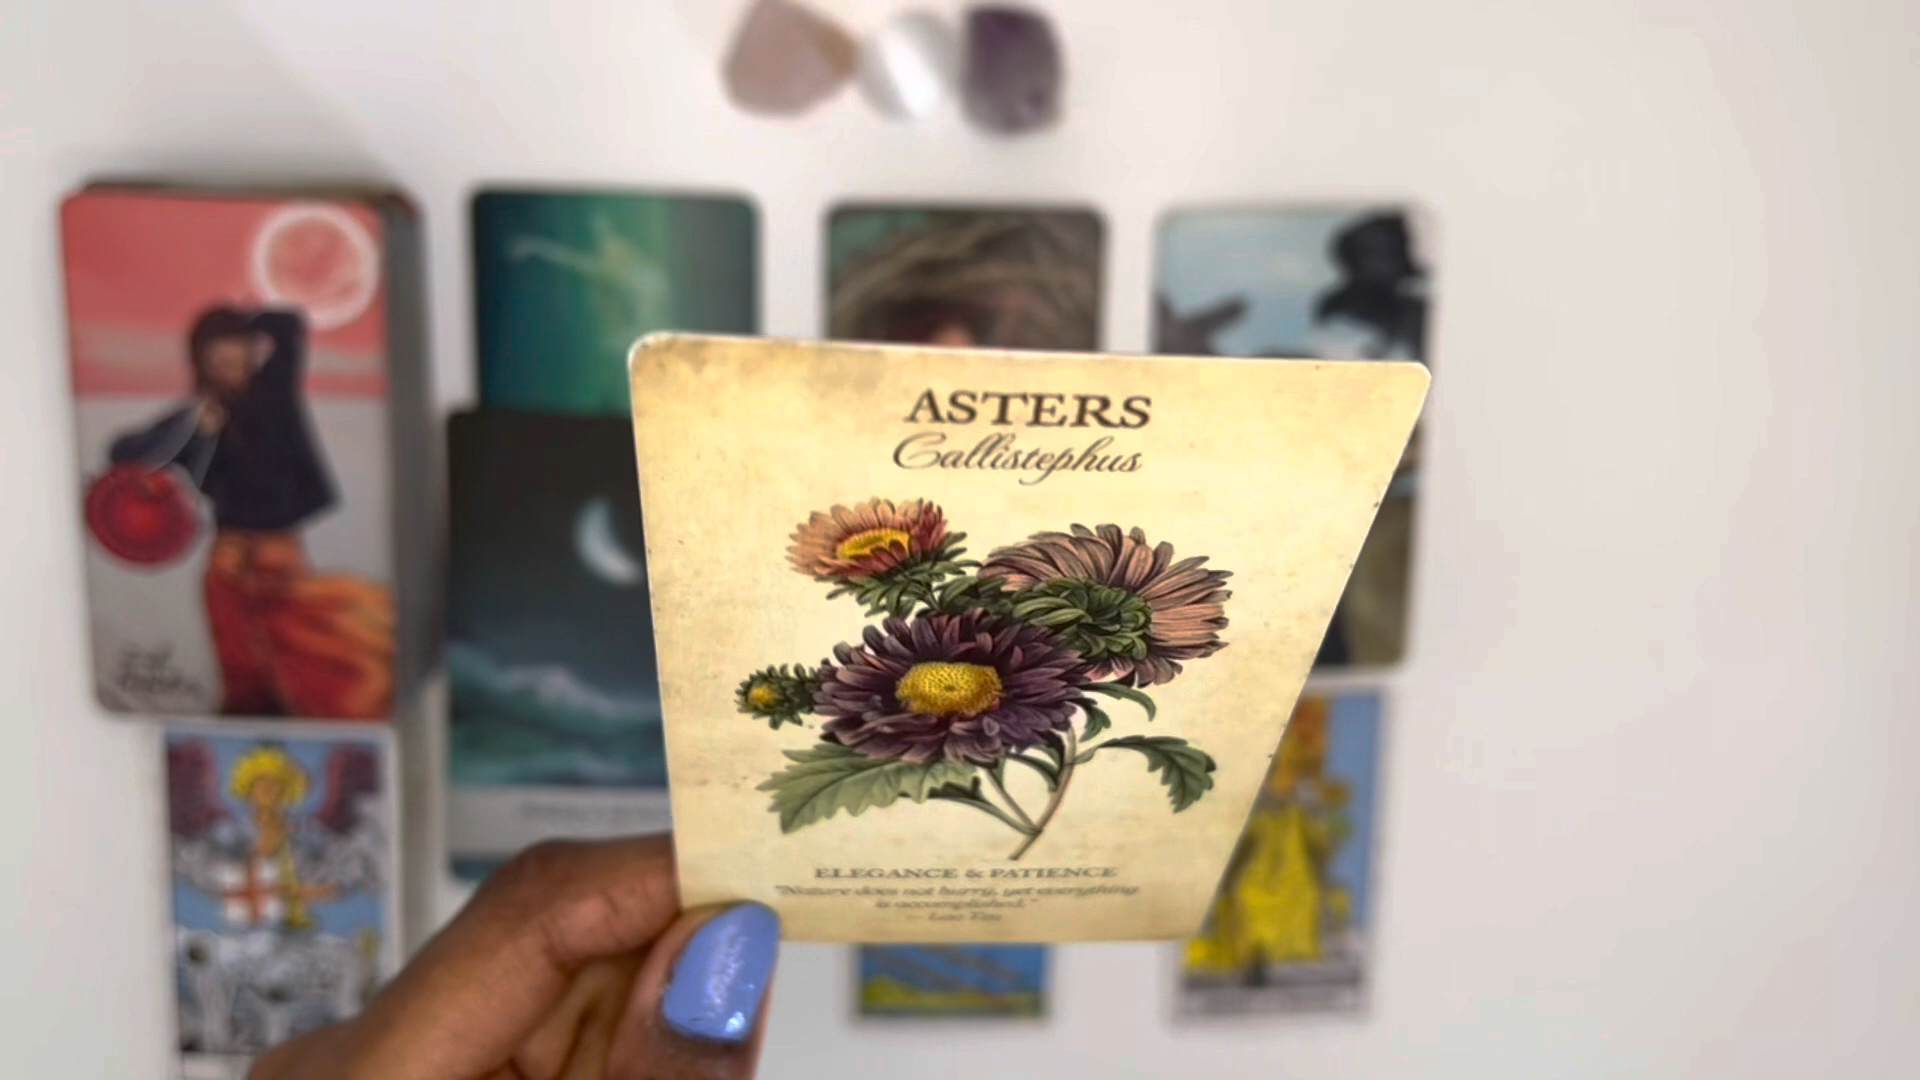 ASTERS
Callistephus
ELEGANCE & PATIENCE
"Nature does not hurry, yet everything
is accomplished."
— Lao Tzu